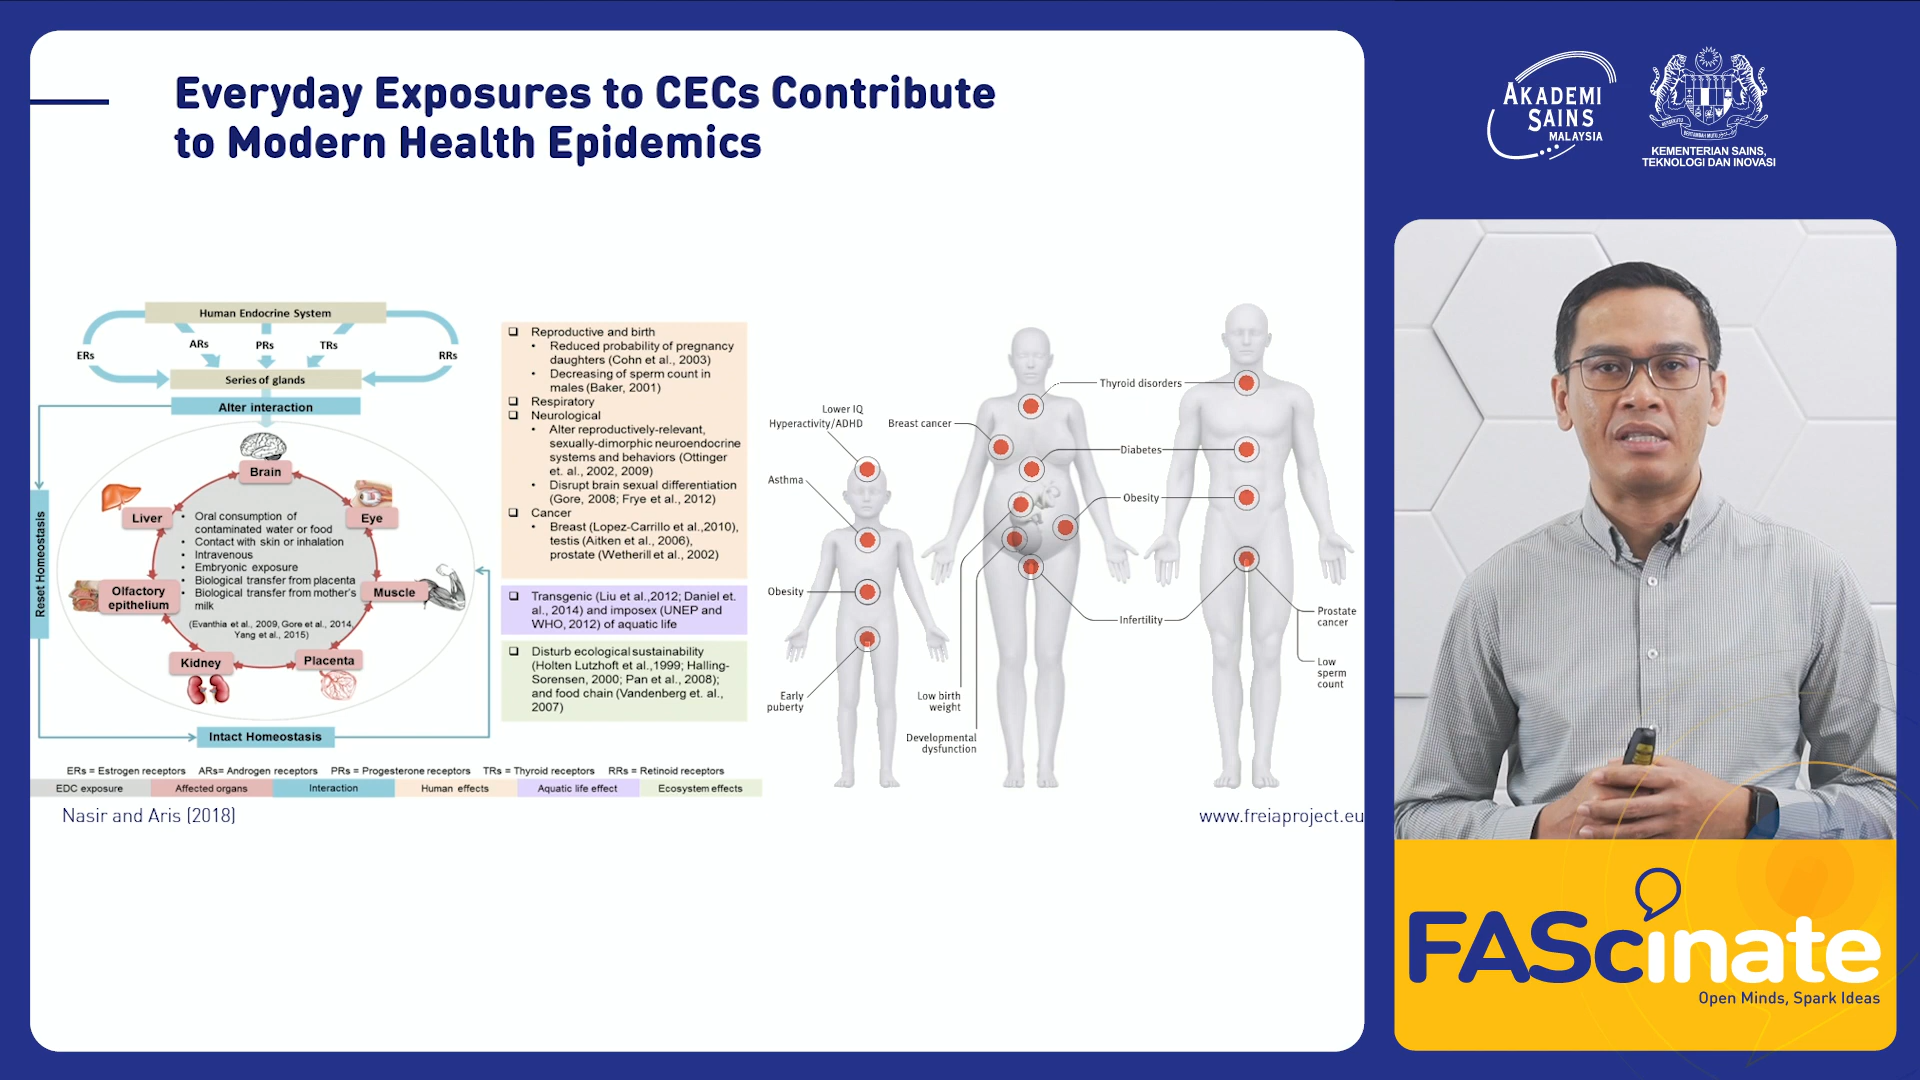 Everyday Exposures to CECs Contribute
to Modern Health Epidemics
Human Endocrine System
ERs
ARs
PRs
TRs
RRs
Series of glands
Alter interaction
Reset Homeostasis
Brain
Liver
Eye
Olfactory
epithelium
Muscle
Kidney
Placenta
• Oral consumption of
contaminated water or food
• Contact with skin or inhalation
• Intravenous
• Embryonic exposure
• Biological transfer from placenta
• Biological transfer from mother's
milk
(Evanthia et al., 2009, Gore et al., 2014,
Yang et al., 2015)
Intact Homeostasis
ERs = Estrogen receptors ARs= Androgen receptors PRs = Progesterone receptors TRs = Thyroid receptors RRs = Retinoid receptors
EDC exposure
Affected organs
Interaction
Human effects
Aquatic life effect
Ecosystem effects
Nasir and Aris (2018)
❑ Reproductive and birth
• Reduced probability of pregnancy
daughters (Cohn et al., 2003)
• Decreasing of sperm count in
males (Baker, 2001)
❑ Respiratory
❑ Neurological
• Alter reproductively-relevant,
sexually-dimorphic neuroendocrine
systems and behaviors (Ottinger
et. al., 2002, 2009)
• Disrupt brain sexual differentiation
(Gore, 2008; Frye et al., 2012)
❑ Cancer
• Breast (Lopez-Carrillo et al.,2010),
testis (Aitken et al., 2006),
prostate (Wetherill et al., 2002)
❑ Transgenic (Liu et al.,2012; Daniel et.
al., 2014) and imposex (UNEP and
WHO, 2012) of aquatic life
❑ Disturb ecological sustainability
(Holten Lutzhoft et al.,1999; Halling-
Sorensen, 2000; Pan et al., 2008);
and food chain (Vandenberg et. al.,
2007)
Lower IQ
Hyperactivity/ADHD
Asthma
Obesity
Early
puberty
Breast cancer
Low birth
weight
Developmental
dysfunction
Thyroid disorders
Diabetes
Obesity
Infertility
Prostate
cancer
Low
sperm
count
www.freiaproject.eu
AKADEMI
SAINS
MALAYSIA
KEMENTERIAN SAINS,
TEKNOLOGI DAN INOVASI
FAScinate
Open Minds, Spark Ideas